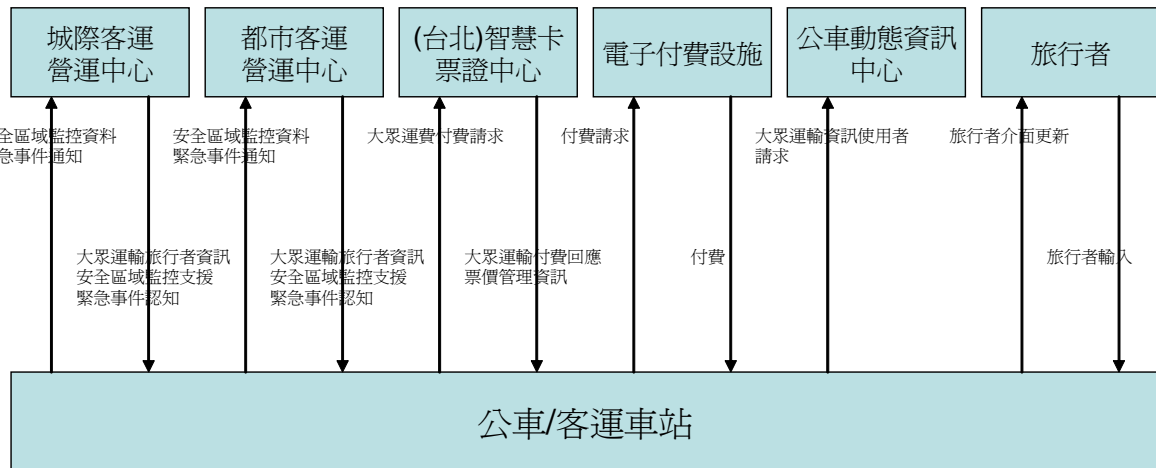 城際客運
營運中心
都市客運
營運中心
(台北)智慧卡
票證中心
電子付費設施
公車動態資訊
中心
旅行者
全區域監控資料
急事件通知
安全區域監控資料
緊急事件通知
大眾運費付費請求
付費請求
大眾運輸資訊使用者
請求
旅行者介面更新
大眾運輸旅行者資訊
安全區域監控支援
緊急事件認知
大眾運輸旅行者資訊
安全區域監控支援
緊急事件認知
大眾運輸付費回應
票價管理資訊
付費
旅行者輸入
公車/客運車站